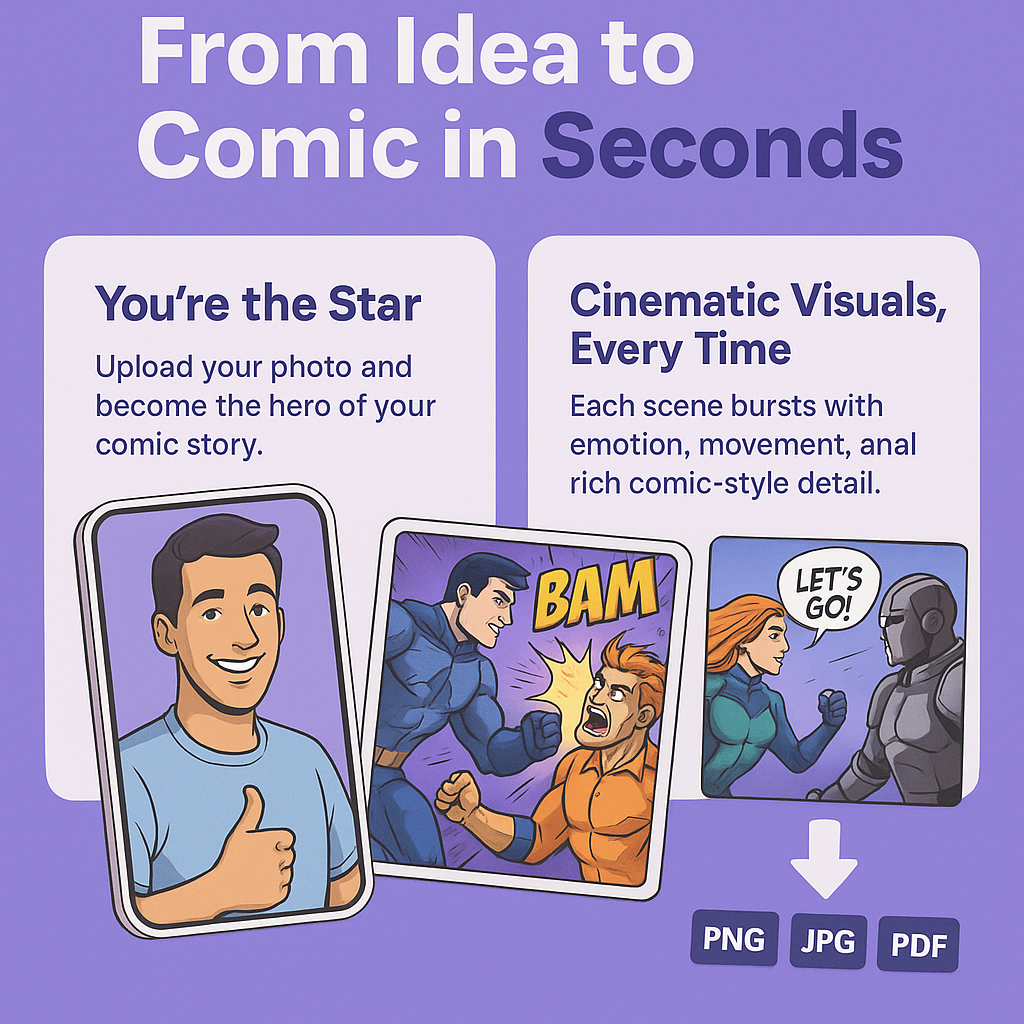 From Idea to
Comic in Seconds
You're the Star
Upload your photo and
become the hero of your
comic story.
Cinematic Visuals,
Every Time
Each scene bursts with
emotion, movement, anal
rich comic-style detail.
BAM
LET'S
GO!
PNG
JPG
PDF